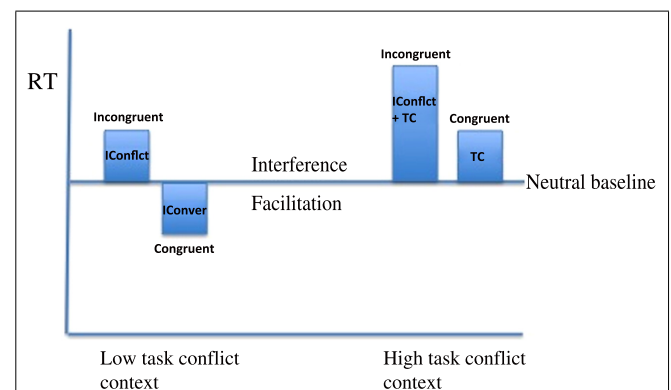 RT
Incongruent
IConflct
IConver
Congruent
Interference
Facilitation
Incongruent
IConflct
+ TC
Congruent
TC
Neutral baseline
Low task conflict
context
High task conflict
context